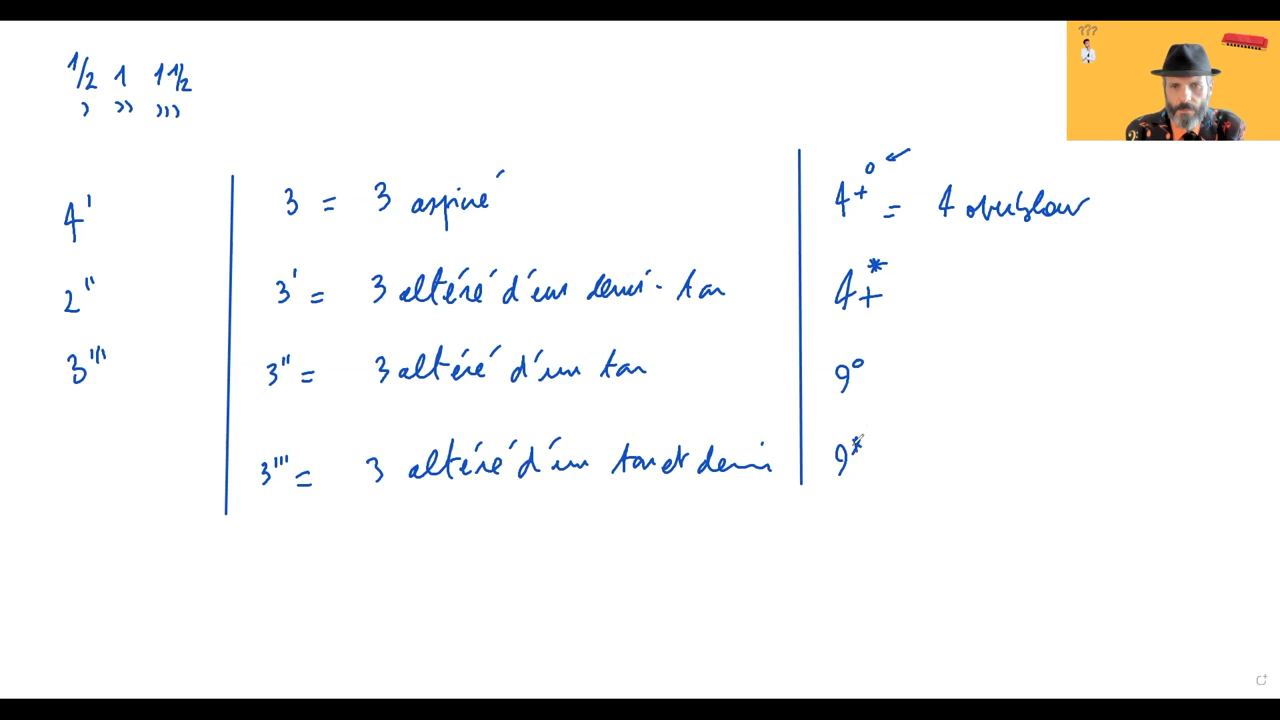 1/2 1 1 1/2
' '' '''
4'
2''
3'''
3 = 3 aspiré
3' = 3 altéré d'un demi-ton
3'' = 3 altéré d'un ton
3''' = 3 altéré d'un ton et demi
4+° = 4 overblow
4+*
9°
9*
???